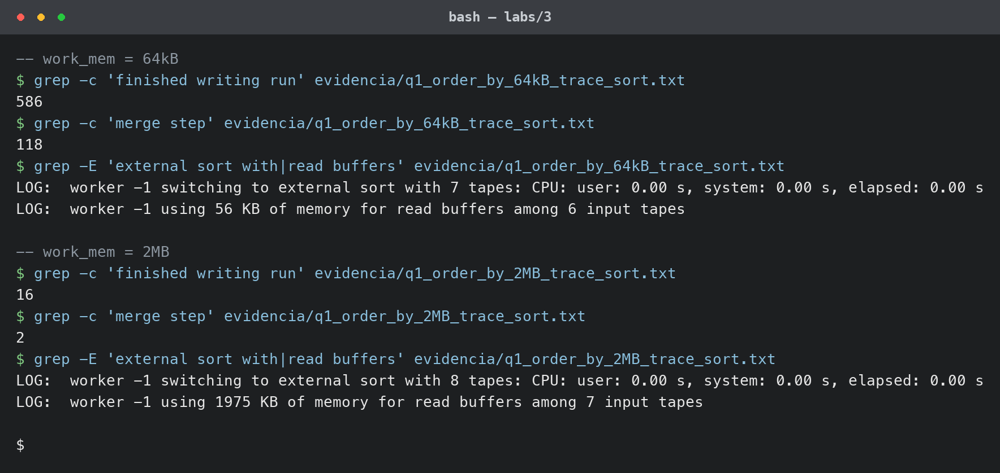 bash — labs/3
-- work_mem = 64kB
$ grep -c 'finished writing run' evidencia/q1_order_by_64kB_trace_sort.txt
586
$ grep -c 'merge step' evidencia/q1_order_by_64kB_trace_sort.txt
118
$ grep -E 'external sort with|read buffers' evidencia/q1_order_by_64kB_trace_sort.txt
LOG:  worker -1 switching to external sort with 7 tapes: CPU: user: 0.00 s, system: 0.00 s, elapsed: 0.00 s
LOG:  worker -1 using 56 KB of memory for read buffers among 6 input tapes
-- work_mem = 2MB
$ grep -c 'finished writing run' evidencia/q1_order_by_2MB_trace_sort.txt
16
$ grep -c 'merge step' evidencia/q1_order_by_2MB_trace_sort.txt
2
$ grep -E 'external sort with|read buffers' evidencia/q1_order_by_2MB_trace_sort.txt
LOG:  worker -1 switching to external sort with 8 tapes: CPU: user: 0.00 s, system: 0.00 s, elapsed: 0.00 s
LOG:  worker -1 using 1975 KB of memory for read buffers among 7 input tapes
$